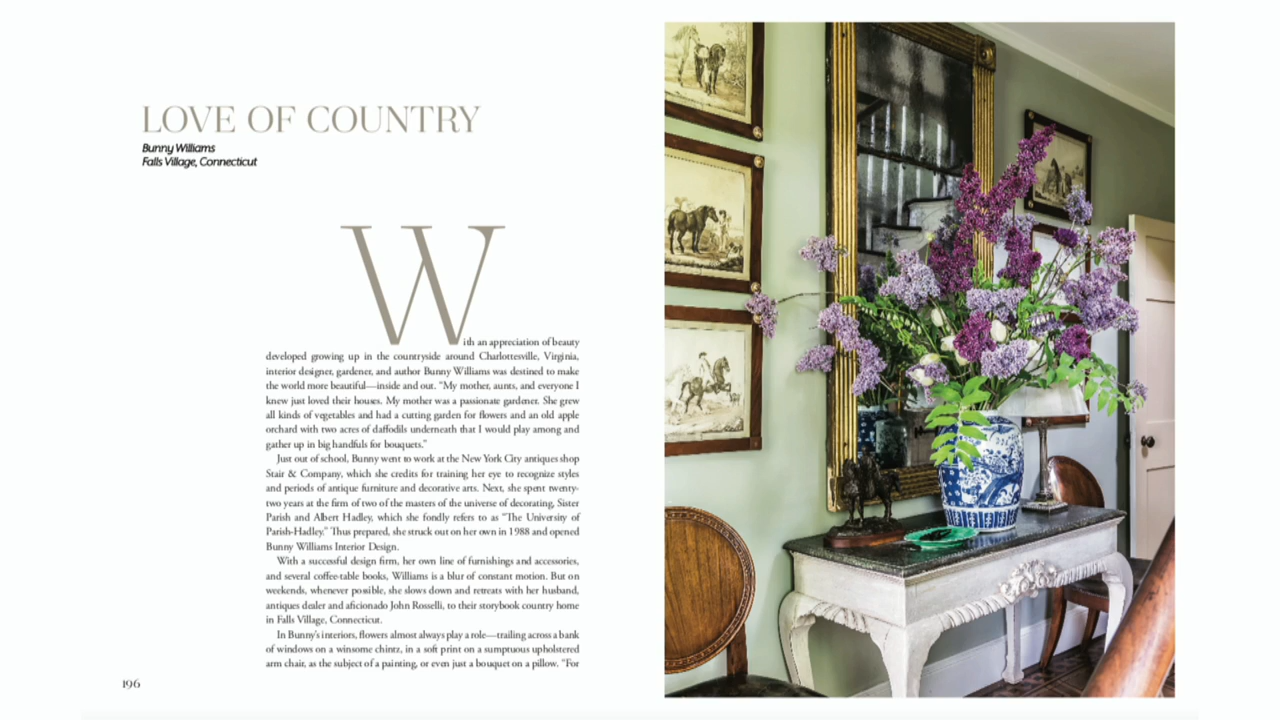 LOVE OF COUNTRY
Bunny Williams
Falls Village, Connecticut
With an appreciation of beauty
developed growing up in the countryside around Charlottesville, Virginia,
interior designer, gardener, and author Bunny Williams was destined to make
the world more beautiful—inside and out. “My mother, aunts, and everyone I
knew just loved their houses. My mother was a passionate gardener. She grew
all kinds of vegetables and had a cutting garden for flowers and an old apple
orchard with two acres of daffodils underneath that I would play among and
gather up in big handfuls for bouquets.”
Just out of school, Bunny went to work at the New York City antiques shop
Stair & Company, which she credits for training her eye to recognize styles
and periods of antique furniture and decorative arts. Next, she spent twenty-
two years at the firm of two of the masters of the universe of decorating, Sister
Parish and Albert Hadley, which she fondly refers to as “The University of
Parish-Hadley.” Thus prepared, she struck out on her own in 1988 and opened
Bunny Williams Interior Design.
With a successful design firm, her own line of furnishings and accessories,
and several coffee-table books, Williams is a blur of constant motion. But on
weekends, whenever possible, she slows down and retreats with her husband,
antiques dealer and aficionado John Rosselli, to their storybook country home
in Falls Village, Connecticut.
In Bunny’s interiors, flowers almost always play a role—trailing across a bank
of windows on a winsome chintz, in a soft print on a sumptuous upholstered
arm chair, as the subject of a painting, or even just a bouquet on a pillow. “For
196